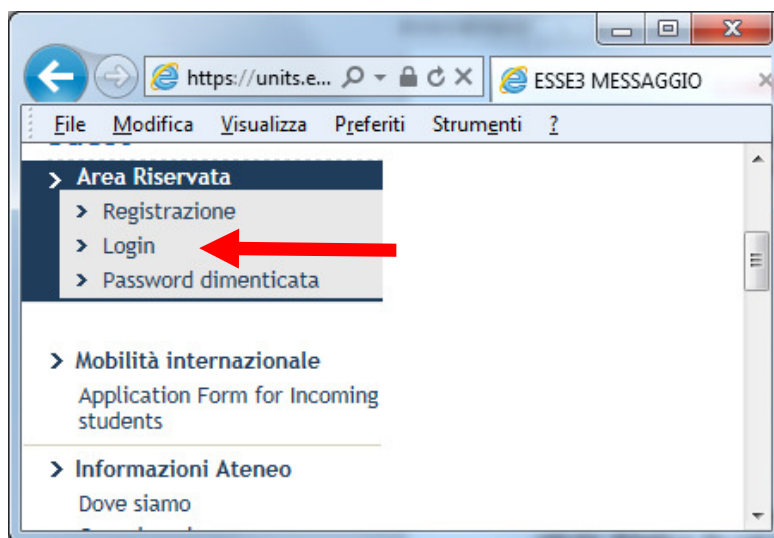 https://units.e...
ESSE3 MESSAGGIO
File Modifica Visualizza Preferiti Strumenti ?
Area Riservata
Registrazione
Login
Password dimenticata
Mobilità internazionale
Application Form for Incoming
students
Informazioni Ateneo
Dove siamo